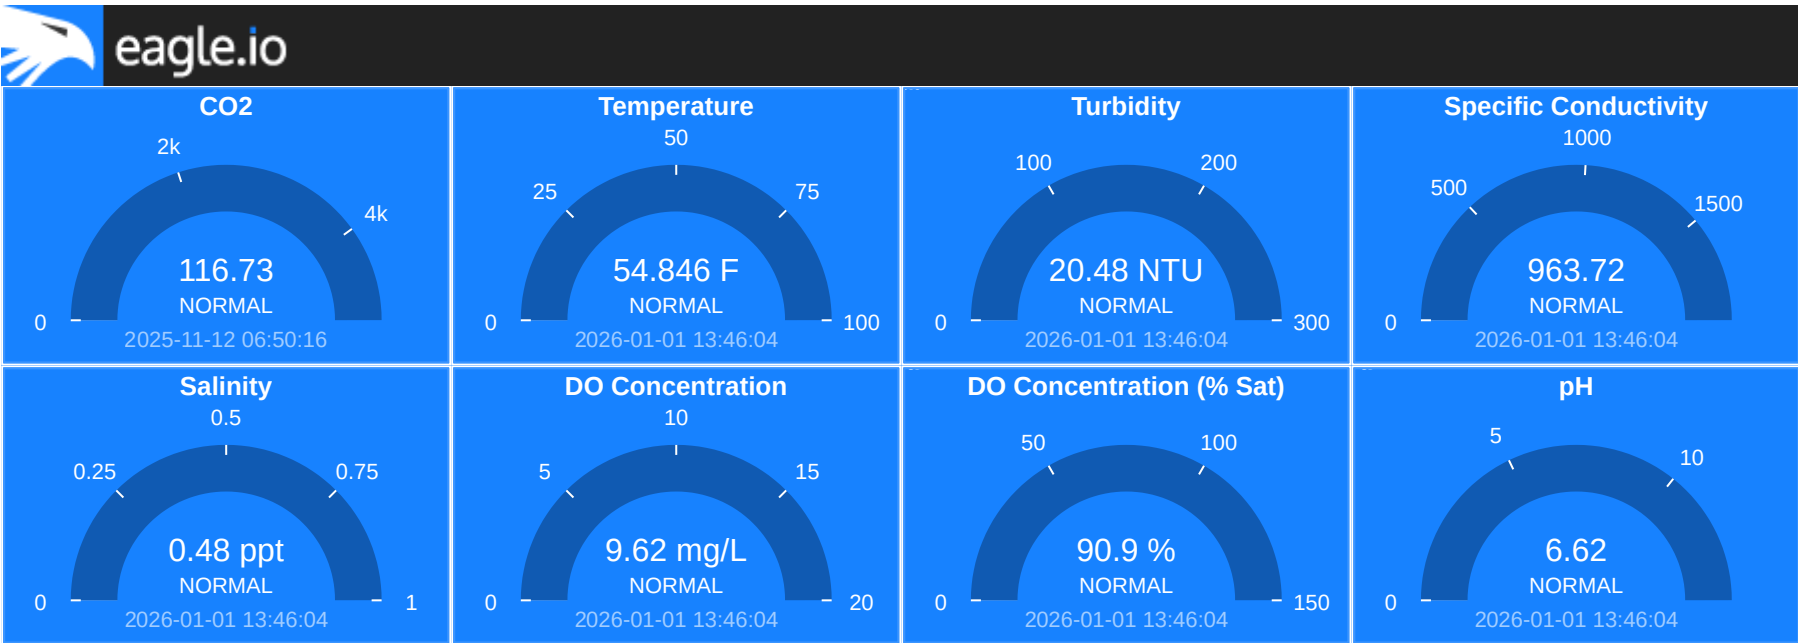 eagle.io
CO2
2k
4k
116.73
NORMAL
0
2025-11-12 06:50:16
Temperature
50
25
75
54.846 F
NORMAL
0
100
2026-01-01 13:46:04
Turbidity
100
200
20.48 NTU
NORMAL
0
300
2026-01-01 13:46:04
Specific Conductivity
1000
500
1500
963.72
NORMAL
0
2026-01-01 13:46:04
Salinity
0.5
0.25
0.75
0.48 ppt
NORMAL
0
1
2026-01-01 13:46:04
DO Concentration
10
5
15
9.62 mg/L
NORMAL
0
20
2026-01-01 13:46:04
DO Concentration (% Sat)
50
100
90.9 %
NORMAL
0
150
2026-01-01 13:46:04
pH
5
10
6.62
NORMAL
0
2026-01-01 13:46:04